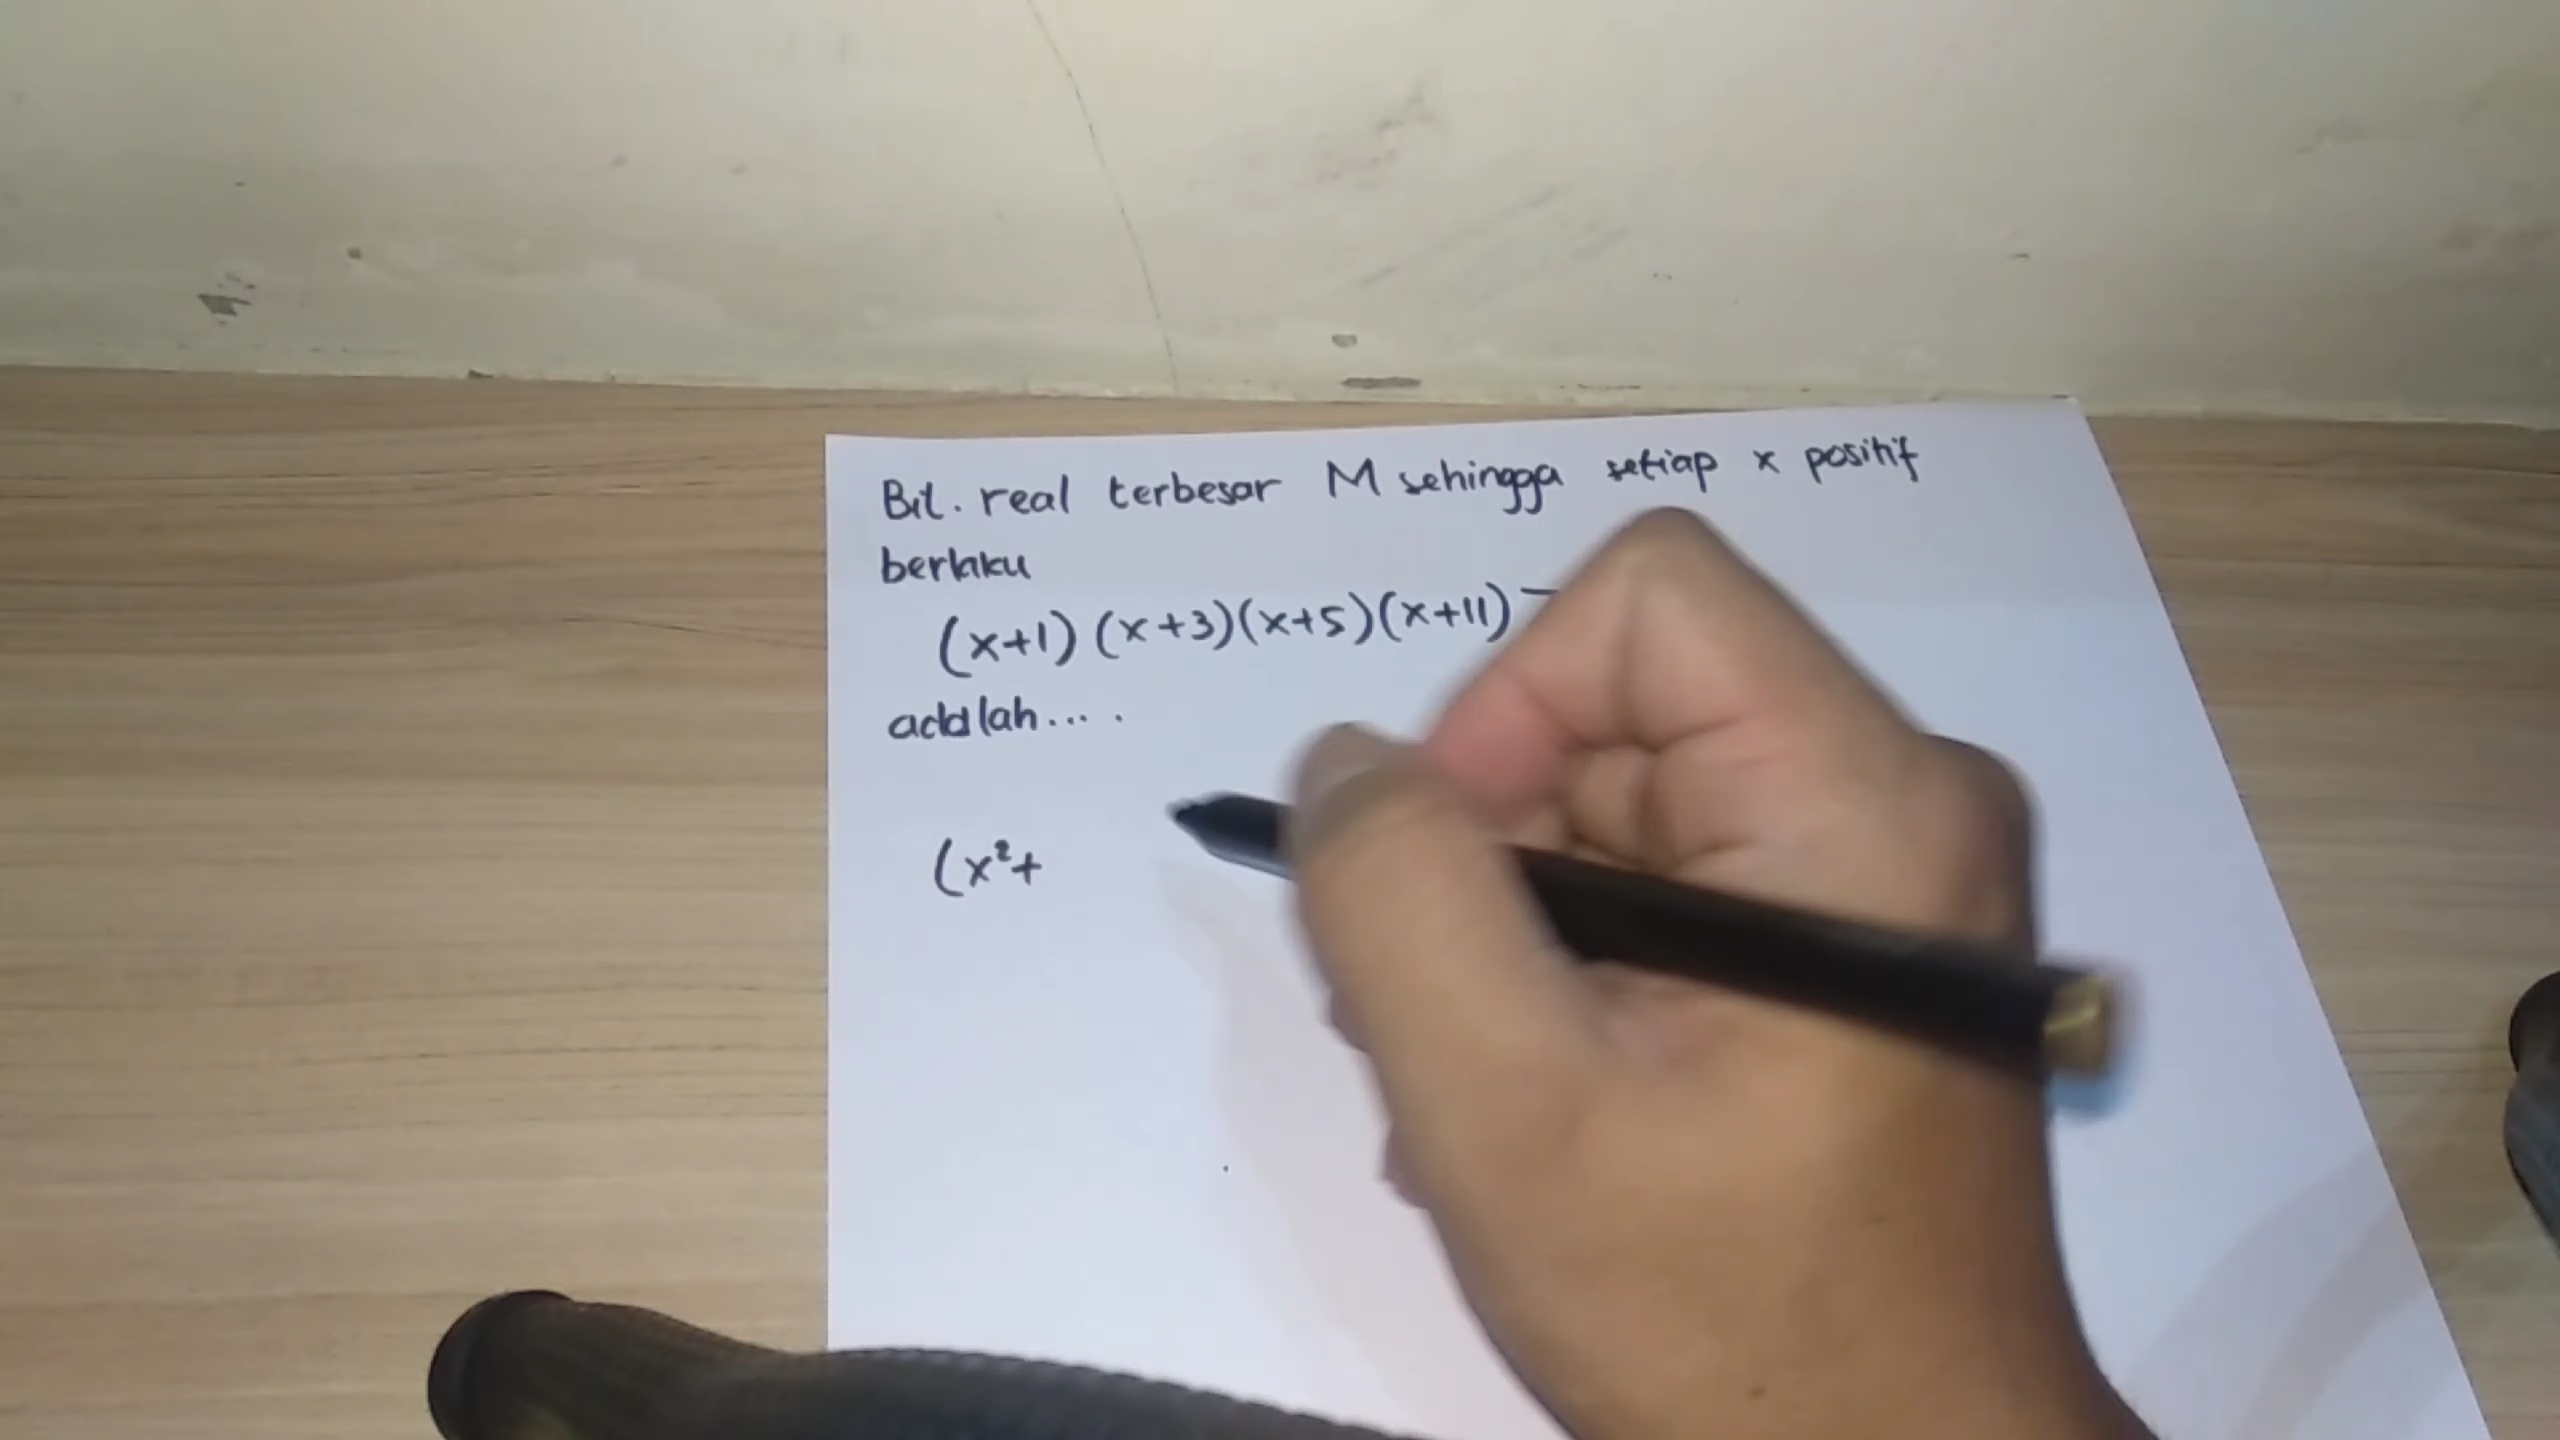 Bil. real terbesar M sehingga setiap x positif
berlaku
(x+1) (x+3)(x+5)(x+11)
adalah....
(x²+